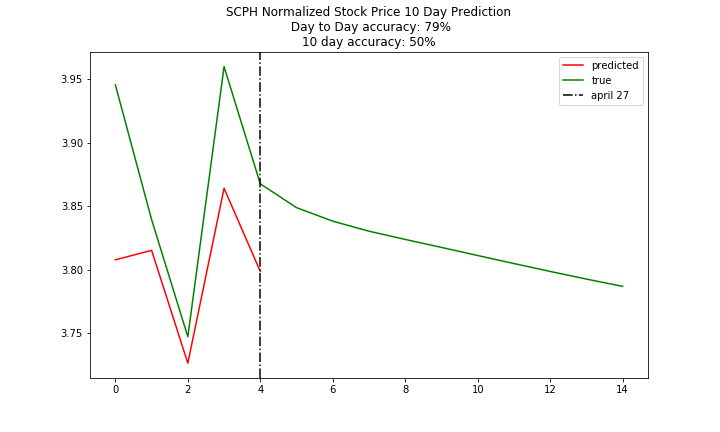 SCPH Normalized Stock Price 10 Day Prediction
Day to Day accuracy: 79%
10 day accuracy: 50%
predicted
true
april 27
3.95
3.90
3.85
3.80
3.75
0 2 4 6 8 10 12 14